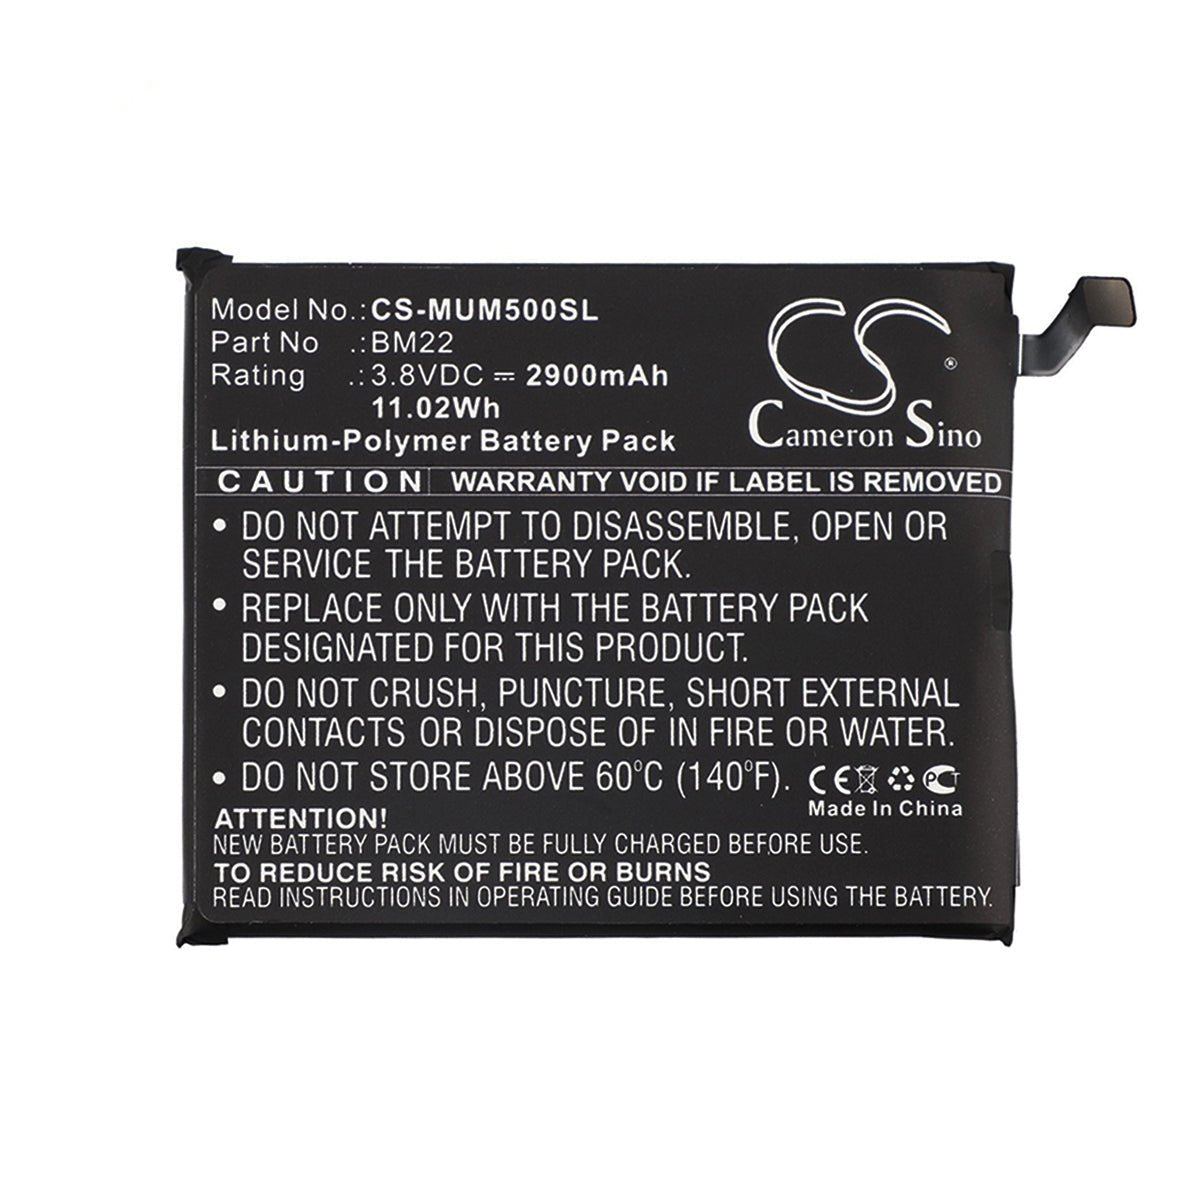 Model No.: CS-MUM500SL
Part No .: BM22
Rating .: 3.8VDC ⎓ 2900mAh
11.02Wh
Lithium-Polymer Battery Pack
CS
®
Cameron Sino
CAUTION WARRANTY VOID IF LABEL IS REMOVED
• DO NOT ATTEMPT TO DISASSEMBLE, OPEN OR
SERVICE THE BATTERY PACK.
• REPLACE ONLY WITH THE BATTERY PACK
DESIGNATED FOR THIS PRODUCT.
• DO NOT CRUSH, PUNCTURE, SHORT EXTERNAL
CONTACTS OR DISPOSE OF IN FIRE OR WATER.
• DO NOT STORE ABOVE 60°C (140°F).
CE PCT
Made In China
ATTENTION!
NEW BATTERY PACK MUST BE FULLY CHARGED BEFORE USE.
TO REDUCE RISK OF FIRE OR BURNS
READ INSTRUCTIONS IN OPERATING GUIDE BEFORE USING THE BATTERY.